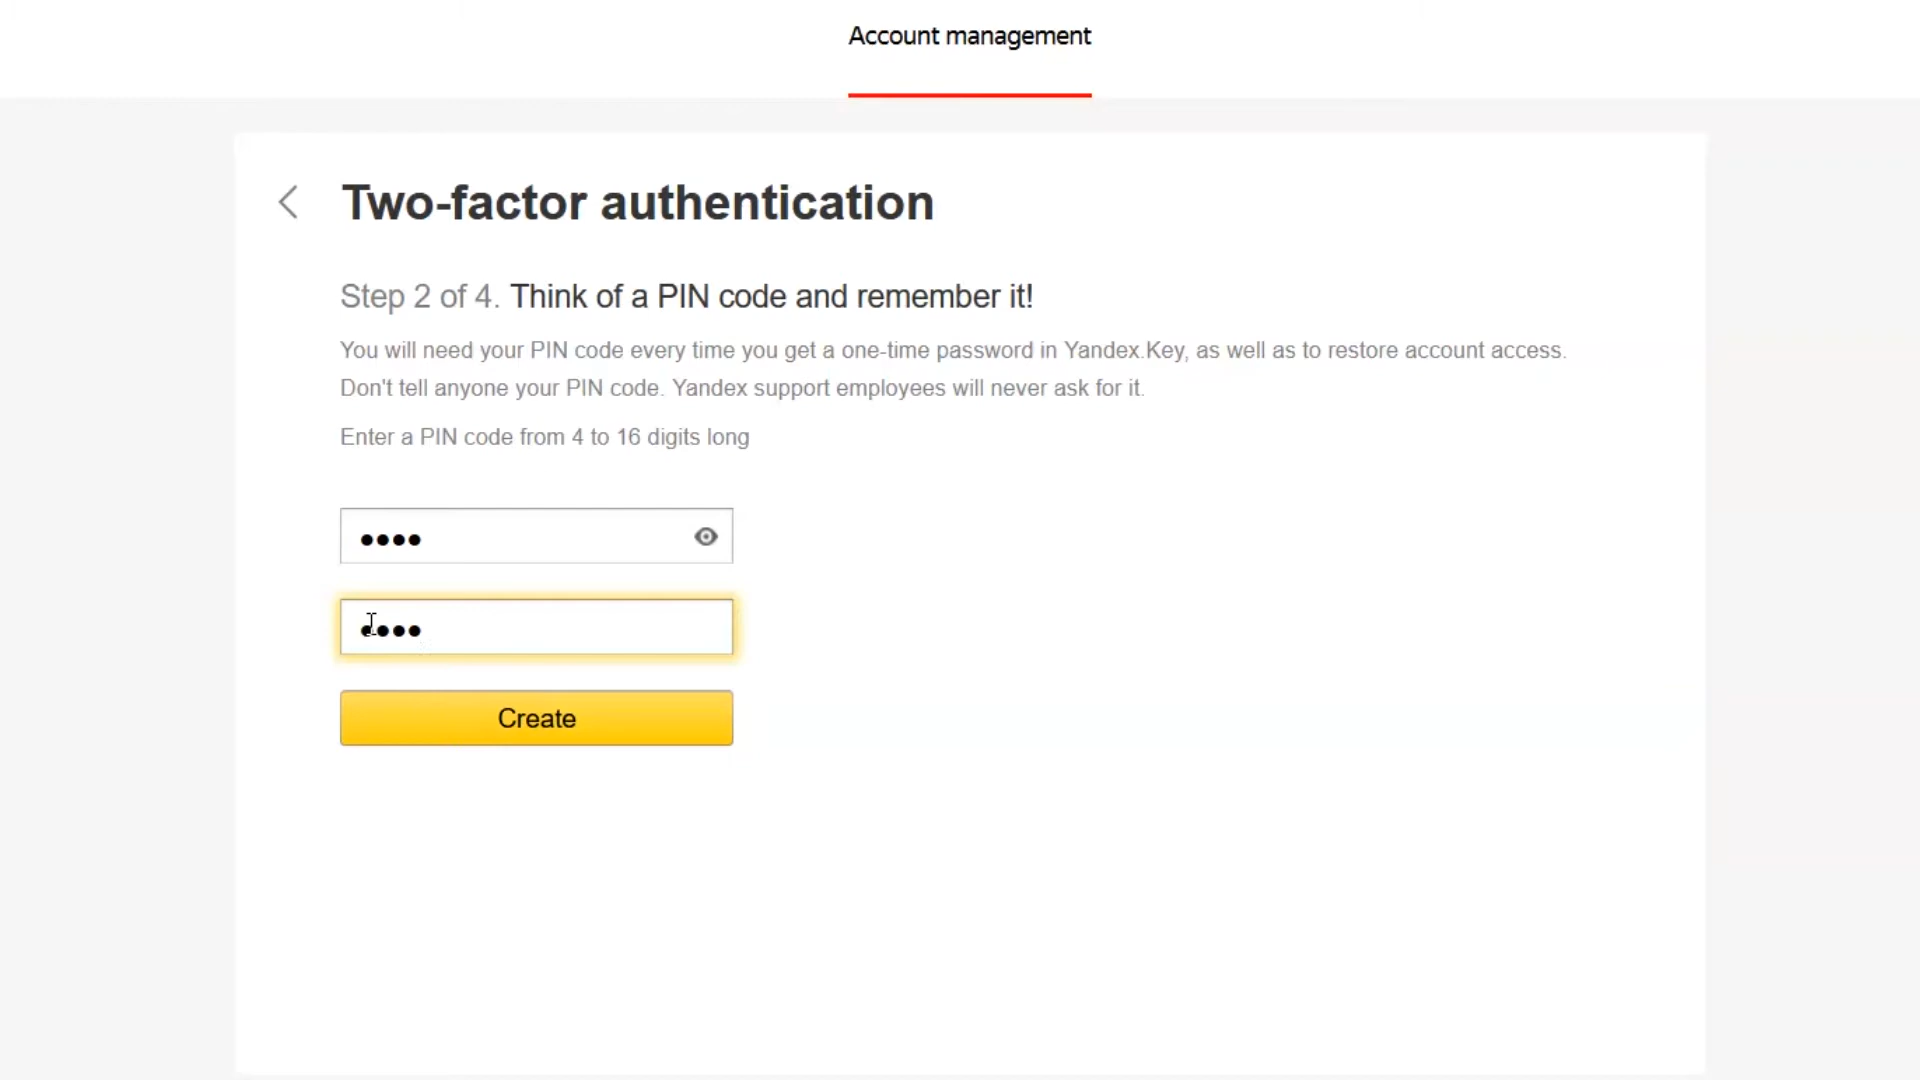 Account management
Two-factor authentication
Step 2 of 4. Think of a PIN code and remember it!
You will need your PIN code every time you get a one-time password in Yandex.Key, as well as to restore account access.
Don't tell anyone your PIN code. Yandex support employees will never ask for it.
Enter a PIN code from 4 to 16 digits long
Create